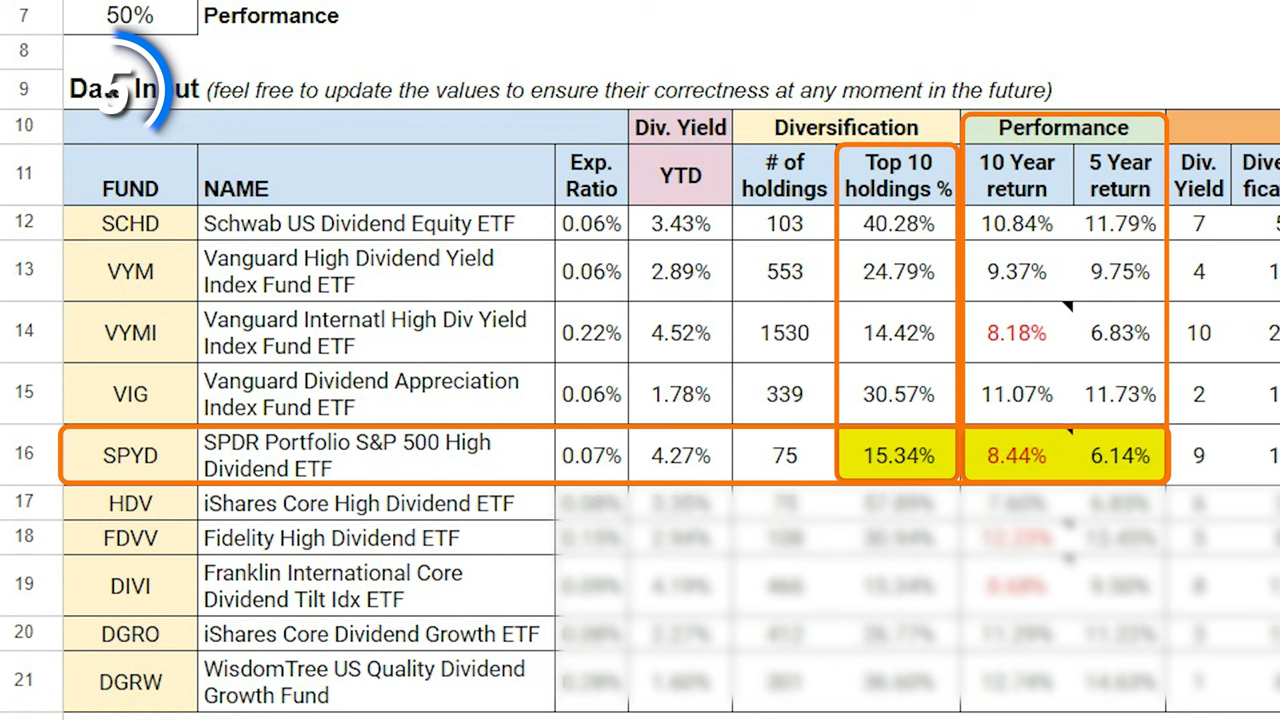 7 50% Performance
8
9 Data Input (feel free to update the values to ensure their correctness at any moment in the future)
5
10 Div. Yield Diversification Performance
11 FUND NAME Exp. Ratio YTD # of holdings Top 10 holdings % 10 Year return 5 Year return Div. Yield
12 SCHD Schwab US Dividend Equity ETF 0.06% 3.43% 103 40.28% 10.84% 11.79% 7
13 VYM Vanguard High Dividend Yield Index Fund ETF 0.06% 2.89% 553 24.79% 9.37% 9.75% 4
14 VYMI Vanguard Internatl High Div Yield Index Fund ETF 0.22% 4.52% 1530 14.42% 8.18% 6.83% 10
15 VIG Vanguard Dividend Appreciation Index Fund ETF 0.06% 1.78% 339 30.57% 11.07% 11.73% 2
16 SPYD SPDR Portfolio S&P 500 High Dividend ETF 0.07% 4.27% 75 15.34% 8.44% 6.14% 9
17 HDV iShares Core High Dividend ETF
18 FDVV Fidelity High Dividend ETF
19 DIVI Franklin International Core Dividend Tilt Idx ETF
20 DGRO iShares Core Dividend Growth ETF
21 DGRW WisdomTree US Quality Dividend Growth Fund